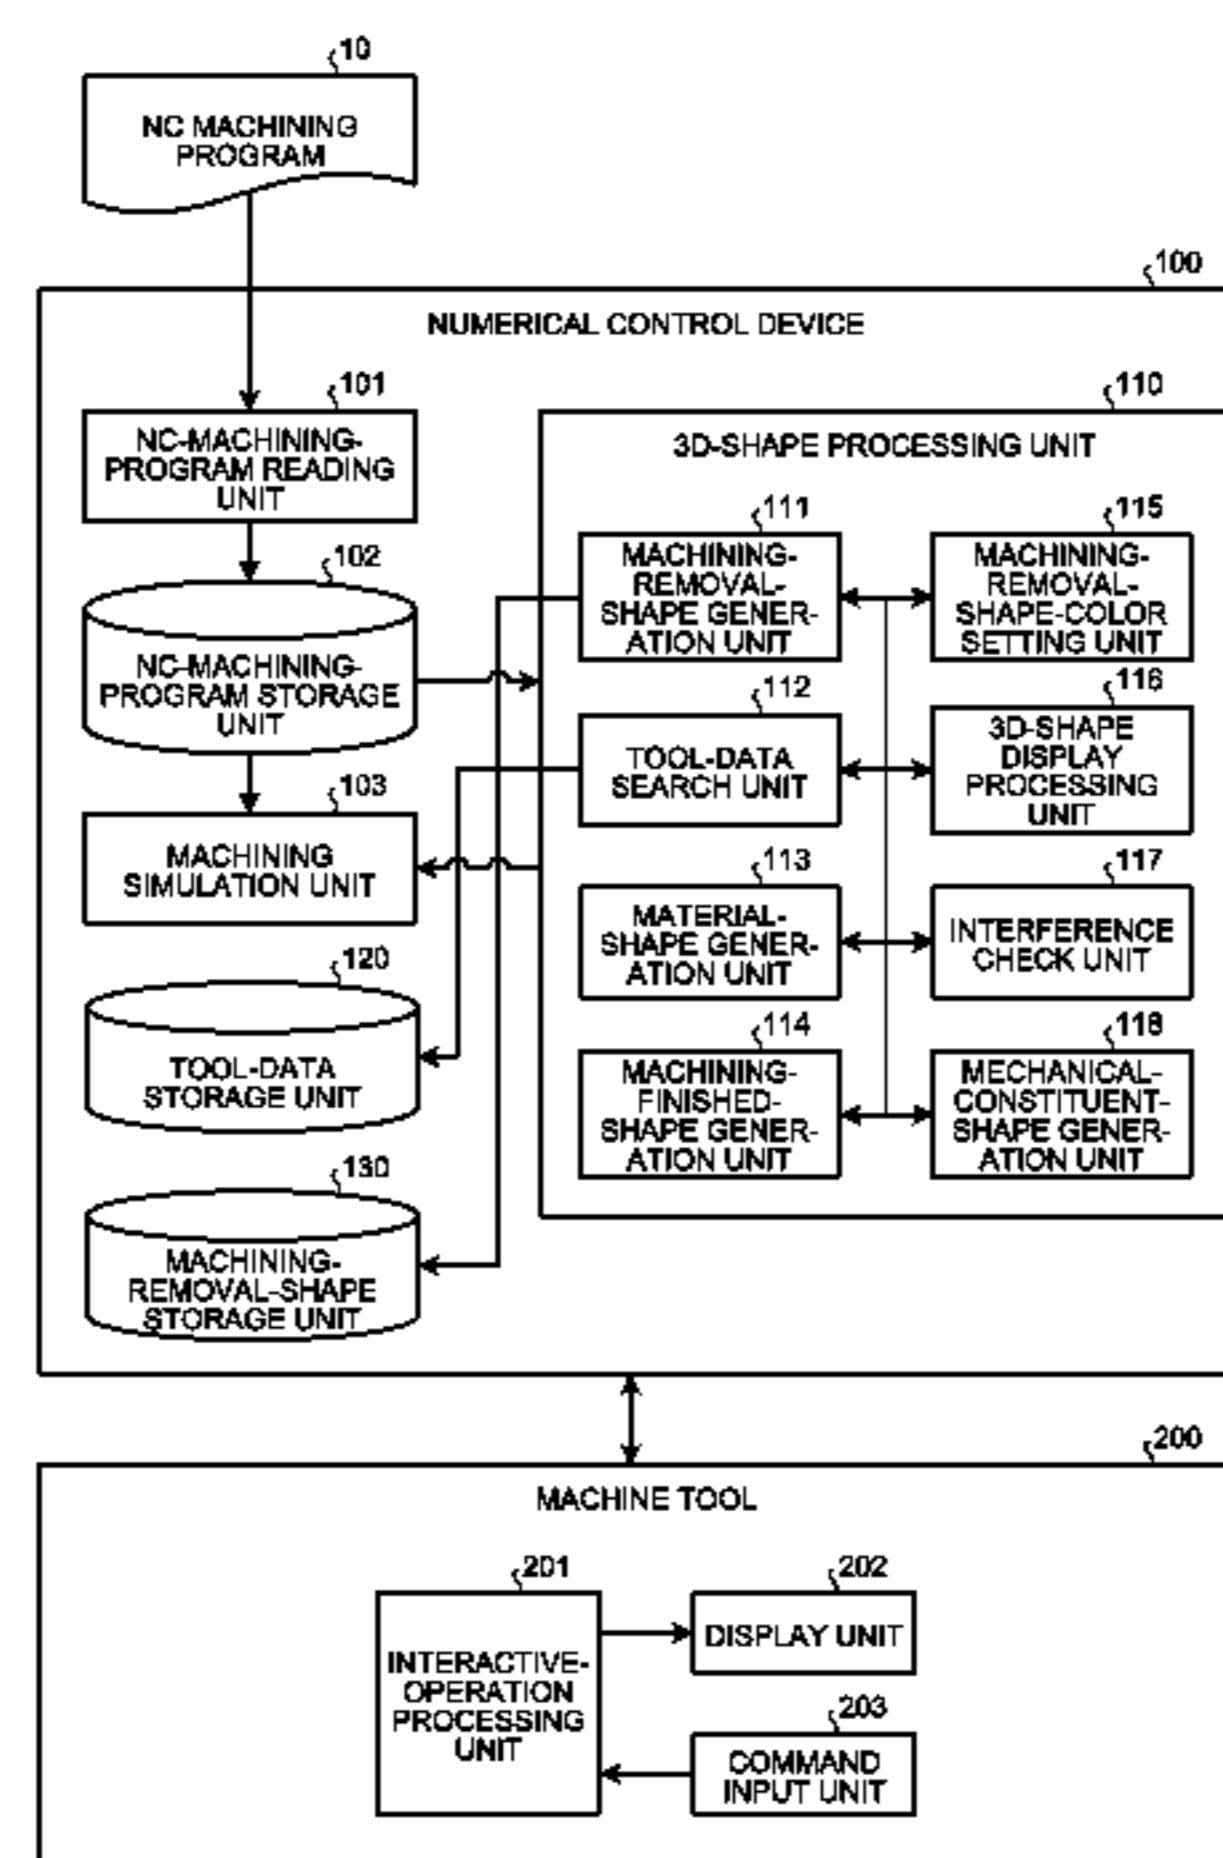 10
NC MACHINING
PROGRAM
100
NUMERICAL CONTROL DEVICE
101
NC-MACHINING-
PROGRAM READING
UNIT
102
NC-MACHINING-
PROGRAM STORAGE
UNIT
103
MACHINING
SIMULATION UNIT
120
TOOL-DATA
STORAGE UNIT
130
MACHINING-
REMOVAL-SHAPE
STORAGE UNIT
110
3D-SHAPE PROCESSING UNIT
111
MACHINING-
REMOVAL-
SHAPE GENER-
ATION UNIT
112
TOOL-DATA
SEARCH UNIT
113
MATERIAL-
SHAPE GENER-
ATION UNIT
114
MACHINING-
FINISHED-
SHAPE GENER-
ATION UNIT
115
MACHINING-
REMOVAL-
SHAPE-COLOR
SETTING UNIT
116
3D-SHAPE
DISPLAY
PROCESSING
UNIT
117
INTERFERENCE
CHECK UNIT
118
MECHANICAL-
CONSTITUENT-
SHAPE GENER-
ATION UNIT
200
MACHINE TOOL
201
INTERACTIVE-
OPERATION
PROCESSING
UNIT
202
DISPLAY UNIT
203
COMMAND
INPUT UNIT